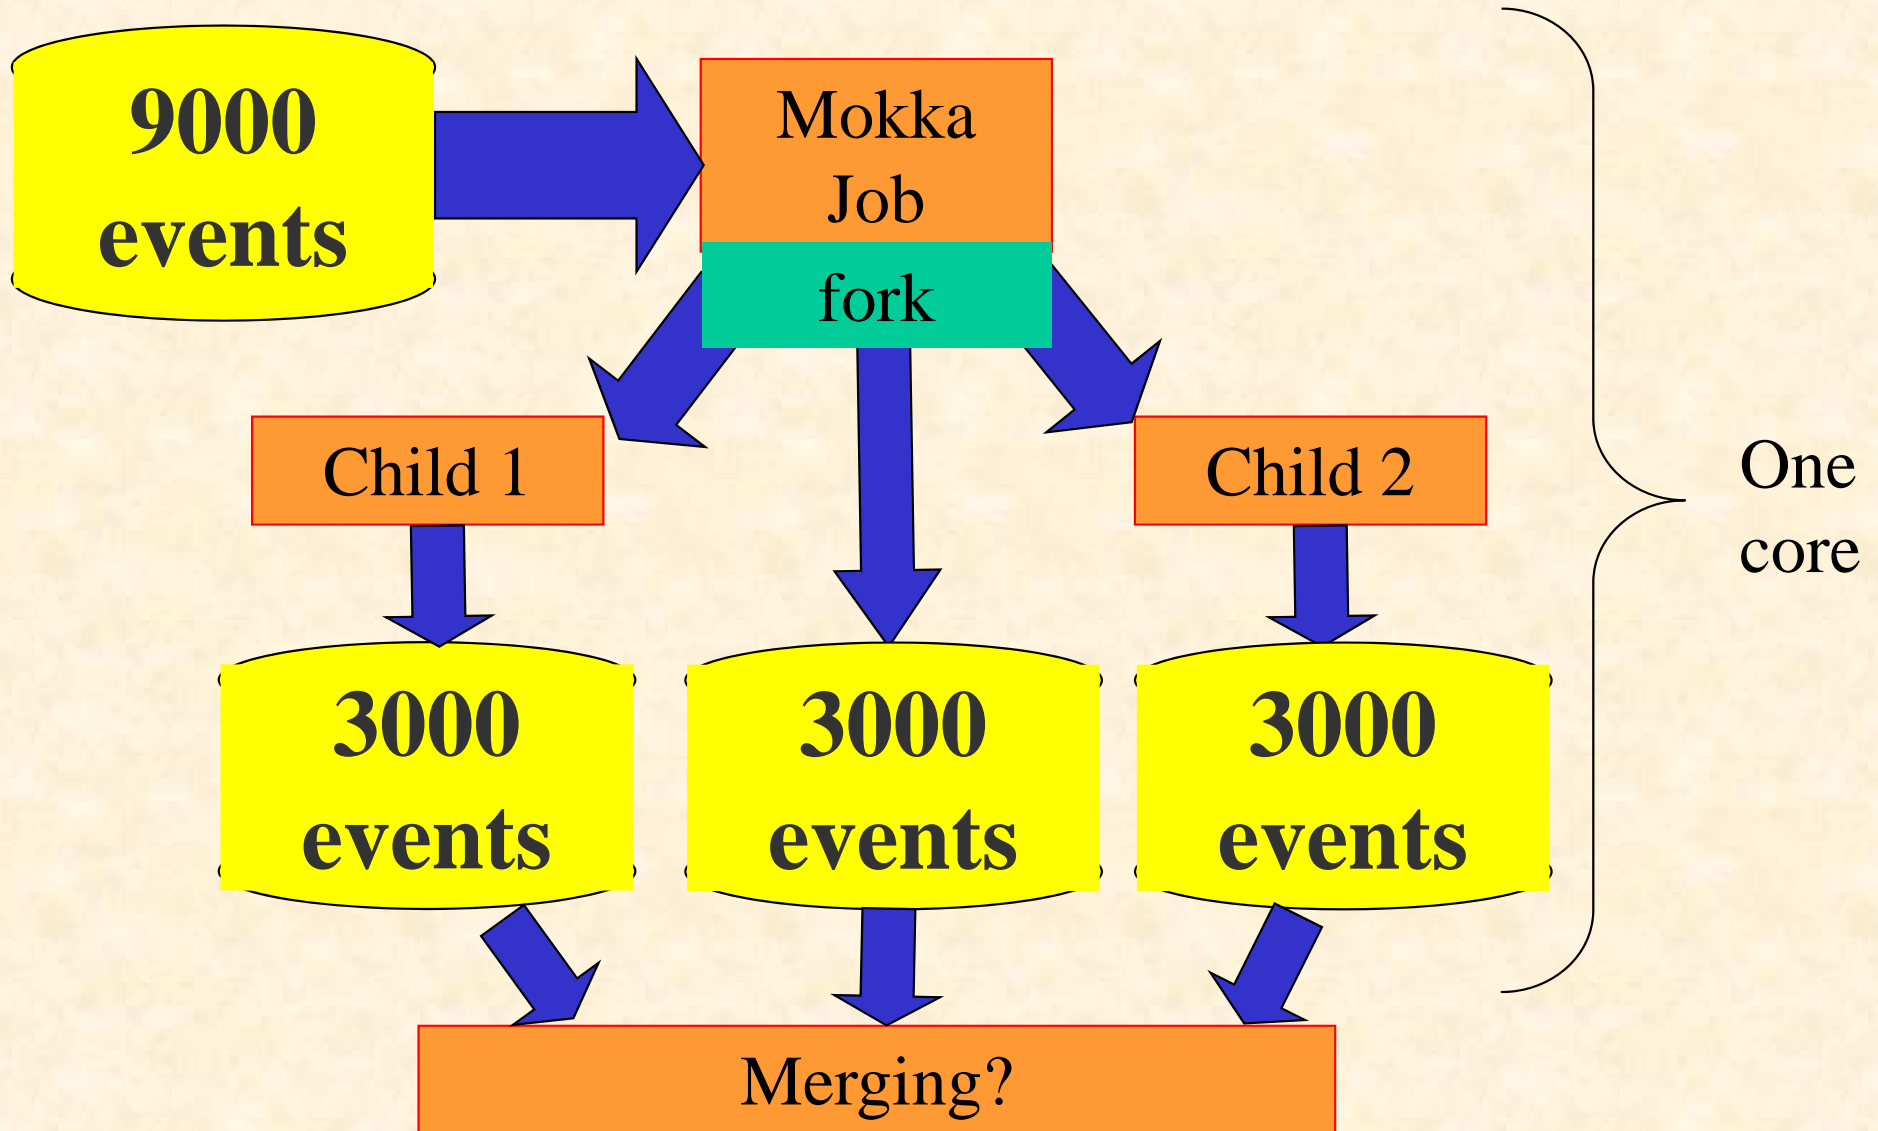 9000
events
Mokka
Job
fork
Child 1
Child 2
One
core
3000
events
3000
events
3000
events
Merging?